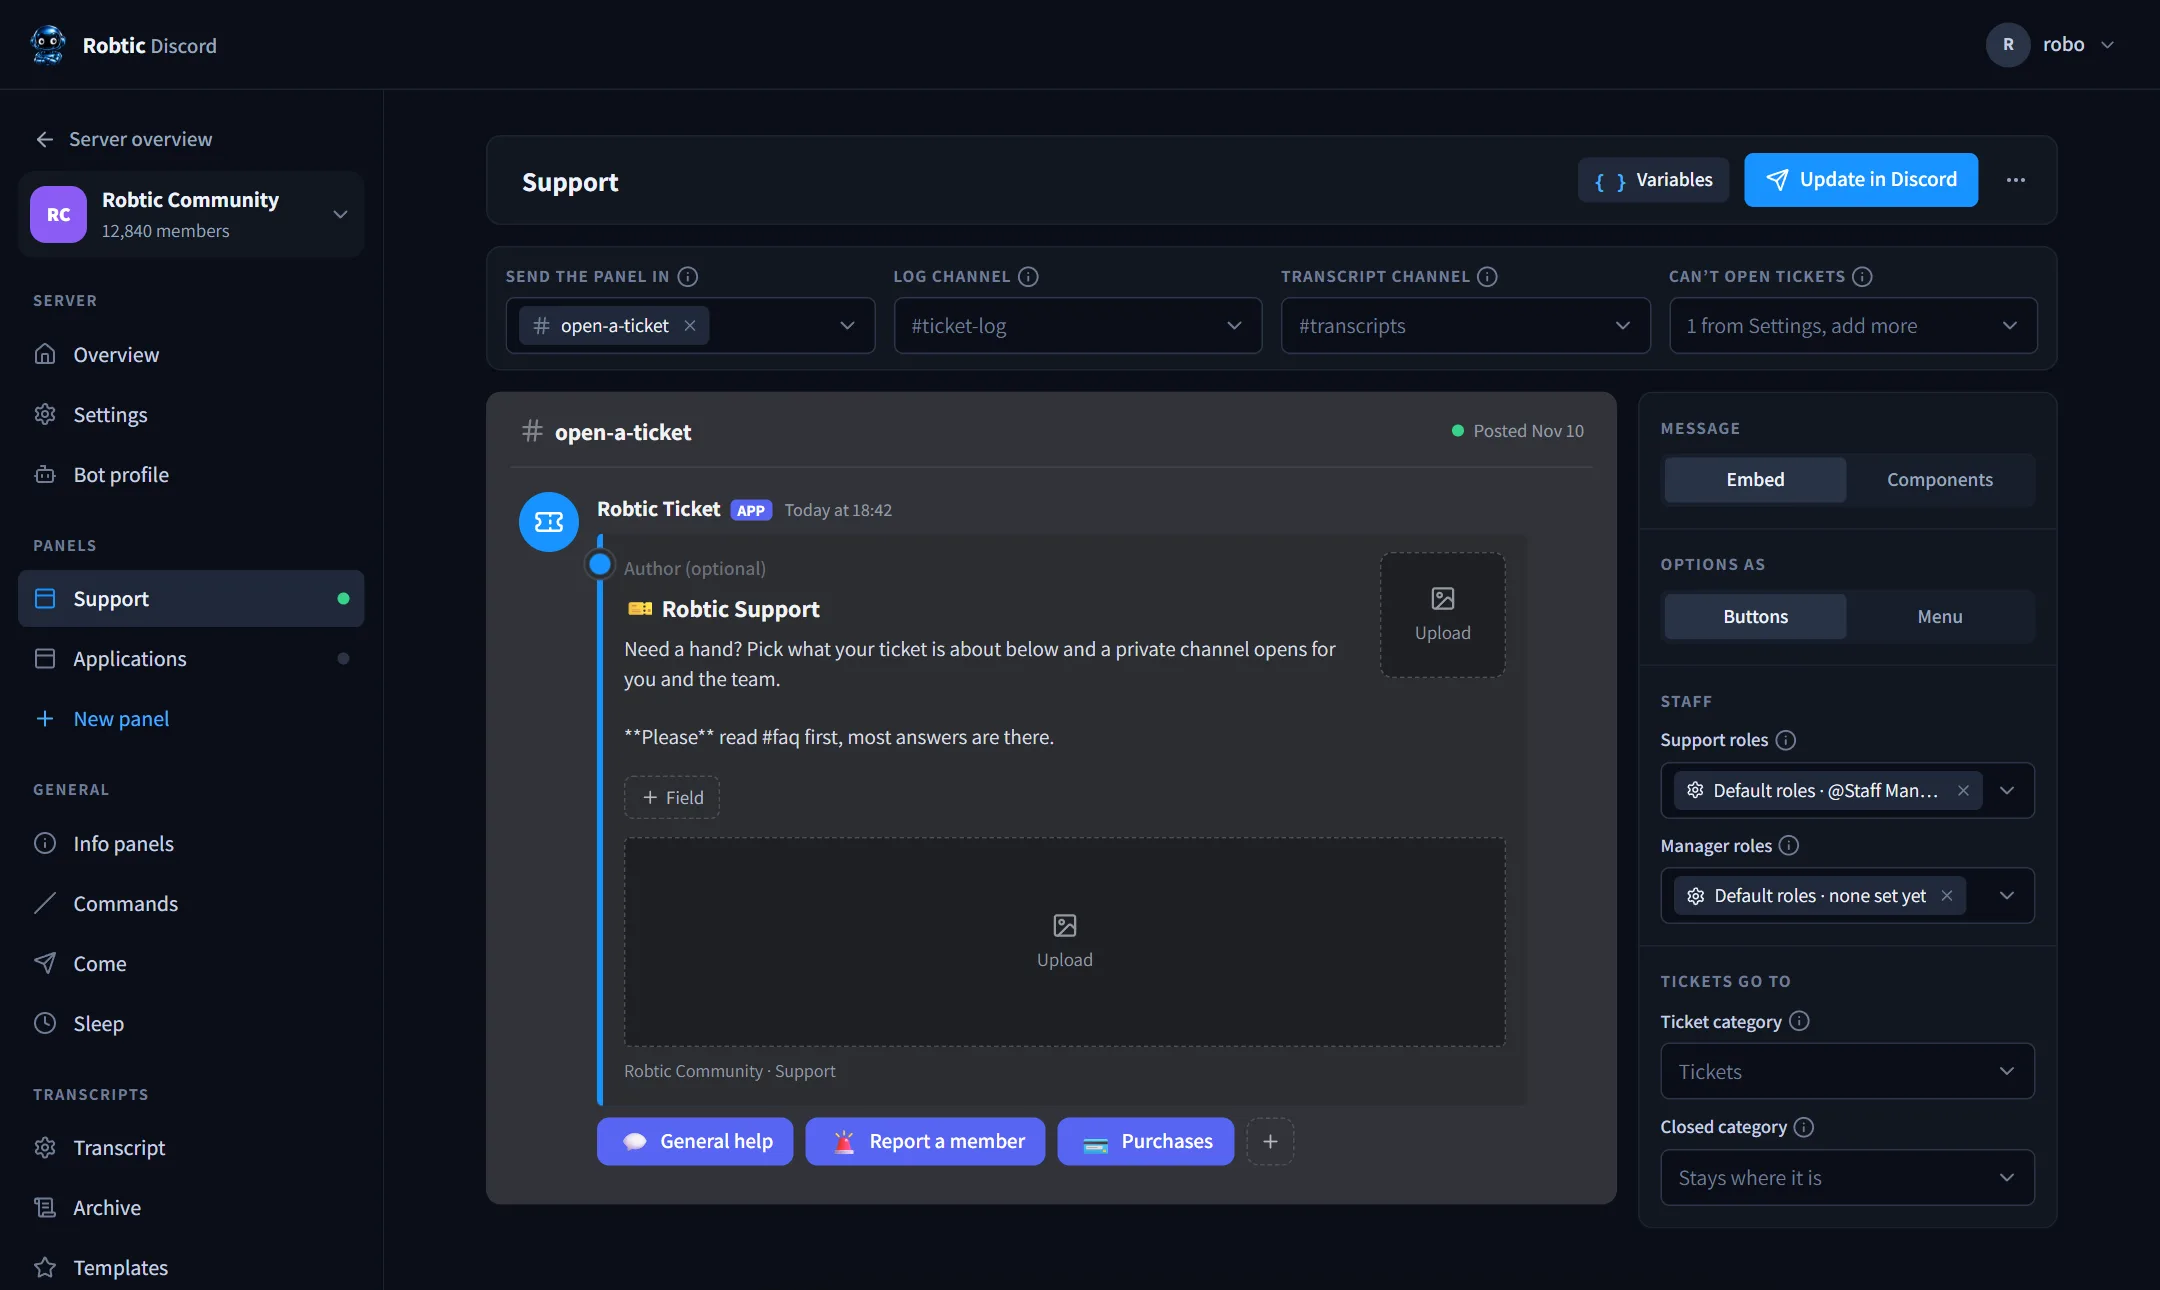 Robtic Discord
R robo
Server overview
RC
Robtic Community
12,840 members
SERVER
Overview
Settings
Bot profile
PANELS
Support
Applications
New panel
GENERAL
Info panels
Commands
Come
Sleep
TRANSCRIPTS
Transcript
Archive
Templates
Support
{ } Variables
Update in Discord
SEND THE PANEL IN
open-a-ticket
LOG CHANNEL
#ticket-log
TRANSCRIPT CHANNEL
#transcripts
CAN'T OPEN TICKETS
1 from Settings, add more
# open-a-ticket
Posted Nov 10
Robtic Ticket APP Today at 18:42
Author (optional)
🎫 Robtic Support
Need a hand? Pick what your ticket is about below and a private channel opens for
you and the team.
**Please** read #faq first, most answers are there.
Upload
+ Field
Upload
Robtic Community · Support
General help
Report a member
Purchases
+
MESSAGE
Embed
Components
OPTIONS AS
Buttons
Menu
STAFF
Support roles
Default roles · @Staff Man...
Manager roles
Default roles · none set yet
TICKETS GO TO
Ticket category
Tickets
Closed category
Stays where it is